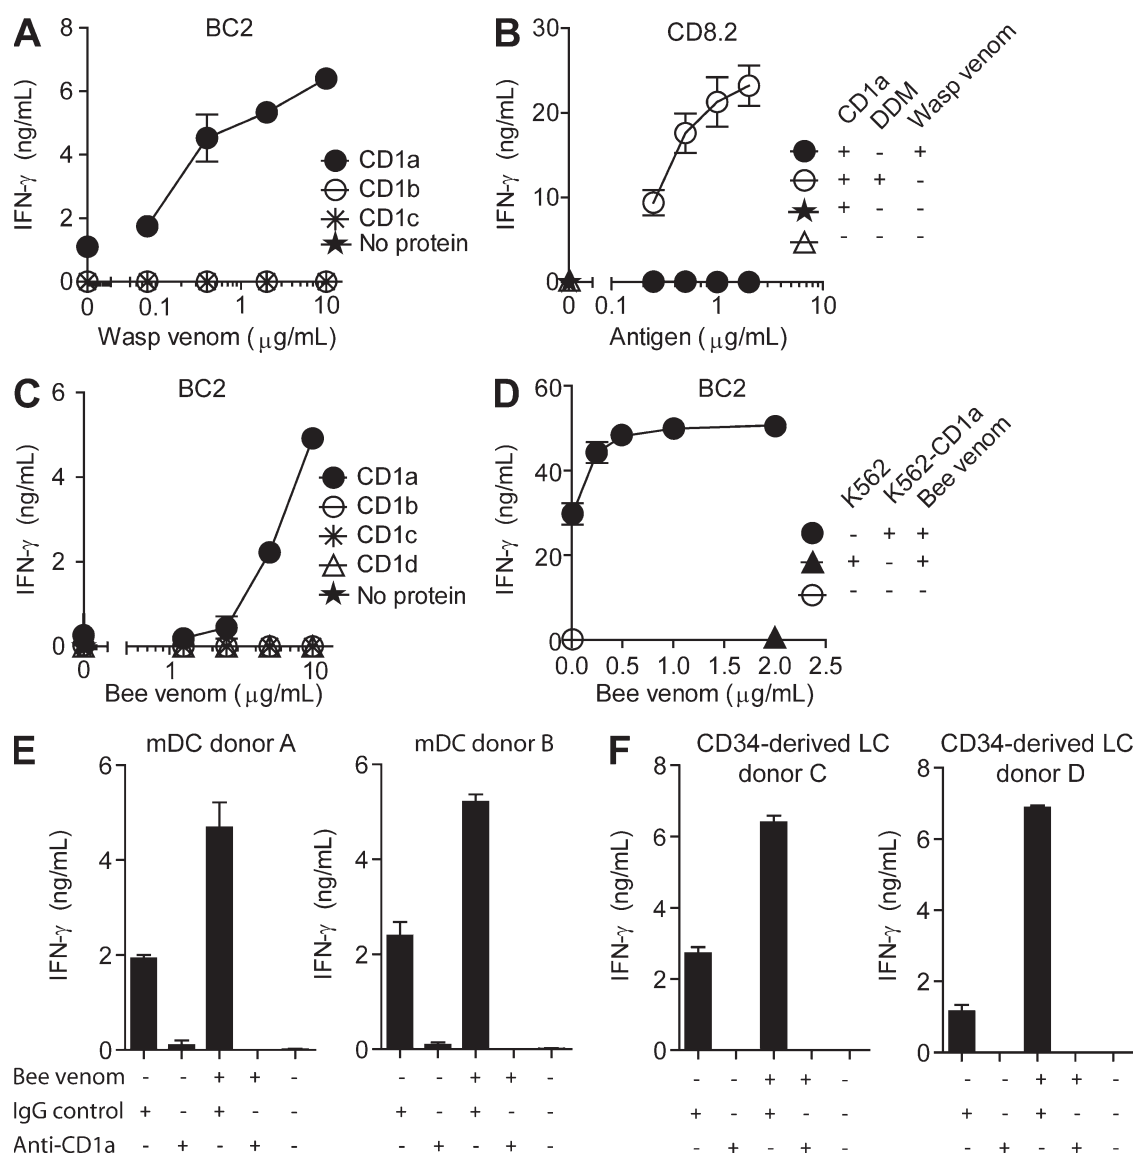 A
BC2
8
6
4
2
0
IFN-γ (ng/mL)
0 0.1 1 10
Wasp venom (μg/mL)
CD1a
CD1b
CD1c
No protein
B
CD8.2
30
20
10
0
IFN-γ (ng/mL)
0 0.1 1 10
Antigen (μg/mL)
CD1a DDM Wasp venom
+ - +
+ + -
+ - -
- - -
C
BC2
6
4
2
0
IFN-γ (ng/mL)
0 1 10
Bee venom (μg/mL)
CD1a
CD1b
CD1c
CD1d
No protein
D
BC2
60
40
20
0
IFN-γ (ng/mL)
0.0 0.5 1.0 1.5 2.0 2.5
Bee venom (μg/mL)
K562 K562-CD1a Bee venom
- + +
+ - +
- - -
E
mDC donor A
6
4
2
0
IFN-γ (ng/mL)
mDC donor B
6
4
2
0
IFN-γ (ng/mL)
F
CD34-derived LC
donor C
8
6
4
2
0
IFN-γ (ng/mL)
CD34-derived LC
donor D
8
6
4
2
0
IFN-γ (ng/mL)
Bee venom - - + + - - - + + - - - + + - - - + + -
IgG control + - + - - + - + - - + - + - - + - + - -
Anti-CD1a - + - + - - + - + - - + - + - - + - + -